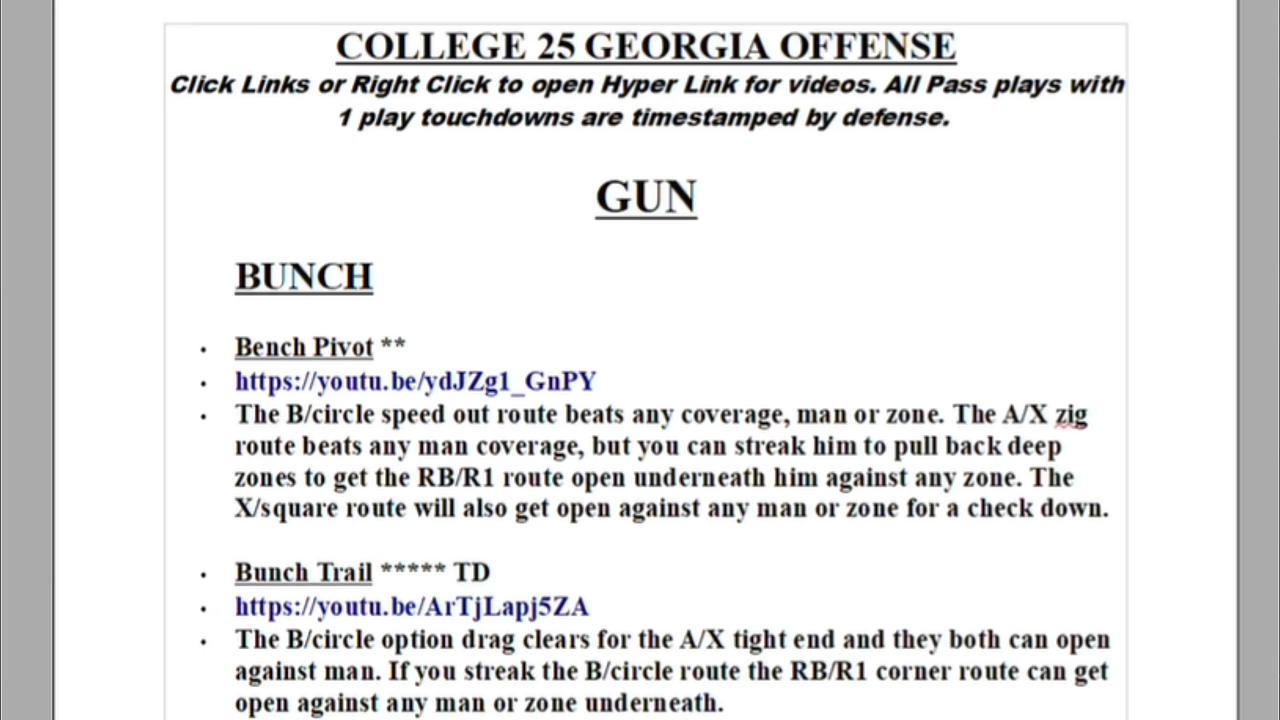 COLLEGE 25 GEORGIA OFFENSE
Click Links or Right Click to open Hyper Link for videos. All Pass plays with
1 play touchdowns are timestamped by defense.
GUN
BUNCH
• Bench Pivot **
• https://youtu.be/ydJZg1_GnPY
• The B/circle speed out route beats any coverage, man or zone. The A/X zig
route beats any man coverage, but you can streak him to pull back deep
zones to get the RB/R1 route open underneath him against any zone. The
X/square route will also get open against any man or zone for a check down.
• Bunch Trail ***** TD
• https://youtu.be/ArTjLapj5ZA
• The B/circle option drag clears for the A/X tight end and they both can open
against man. If you streak the B/circle route the RB/R1 corner route can get
open against any man or zone underneath.